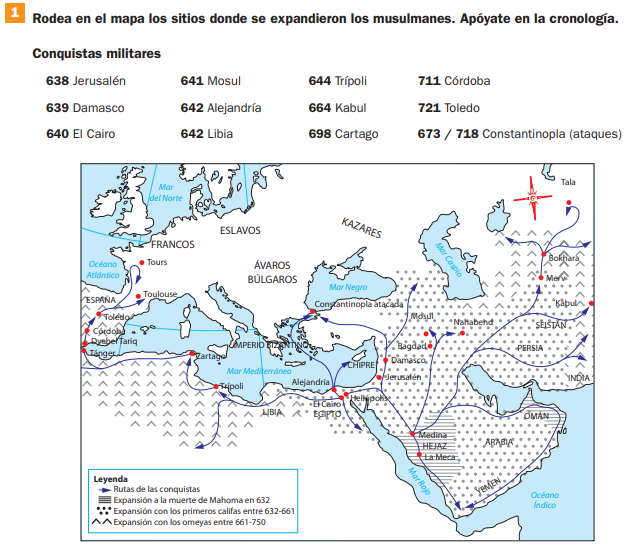 1 Rodea en el mapa los sitios donde se expandieron los musulmanes. Apóyate en la cronología.
Conquistas militares
638 Jerusalén 641 Mosul 644 Trípoli 711 Córdoba
639 Damasco 642 Alejandría 664 Kabul 721 Toledo
640 El Cairo 642 Libia 698 Cartago 673 / 718 Constantinopla (ataques)
Tala
Mar
del Norte
ESLAVOS
KAZARES
FRANCOS
Océano
Atlántico
Tours
ÁVAROS
BÚLGAROS
Mar Caspio
Bokhara
Merv
Mar Negro
Toulouse
ESPAÑA
Constantinopla atacada
Kabul
Toledo
Mosul
Nahabend
SEISTÁN
Córdoba
Dyebel Tariq
Tánger
IMPERIO BIZANTINO
Bagdad
PERSIA
Cartago
Damasco
CHIPRE
Mar Mediterráneo
Jerusalén
INDIA
Trípoli
Alejandría
El Cairo
Heliópolis
LIBIA
EGIPTO
OMÁN
Medina
HEJAZ
ARABIA
La Meca
Mar Rojo
YEMEN
Océano
Índico
Leyenda
Rutas de las conquistas
Expansión a la muerte de Mahoma en 632
Expansión con los primeros califas entre 632-661
Expansión con los omeyas entre 661-750